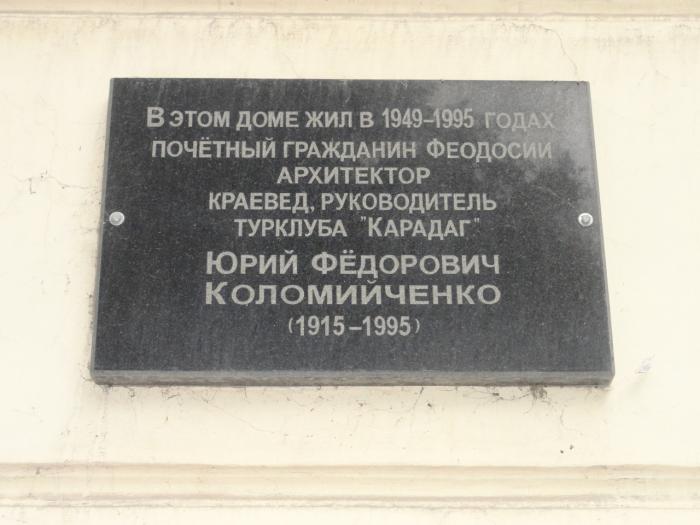 В ЭТОМ ДОМЕ ЖИЛ В 1949–1995 ГОДАХ
ПОЧЁТНЫЙ ГРАЖДАНИН ФЕОДОСИИ
АРХИТЕКТОР
КРАЕВЕД, РУКОВОДИТЕЛЬ
ТУРКЛУБА "КАРАДАГ"
ЮРИЙ ФЁДОРОВИЧ
КОЛОМИЙЧЕНКО
(1915–1995)